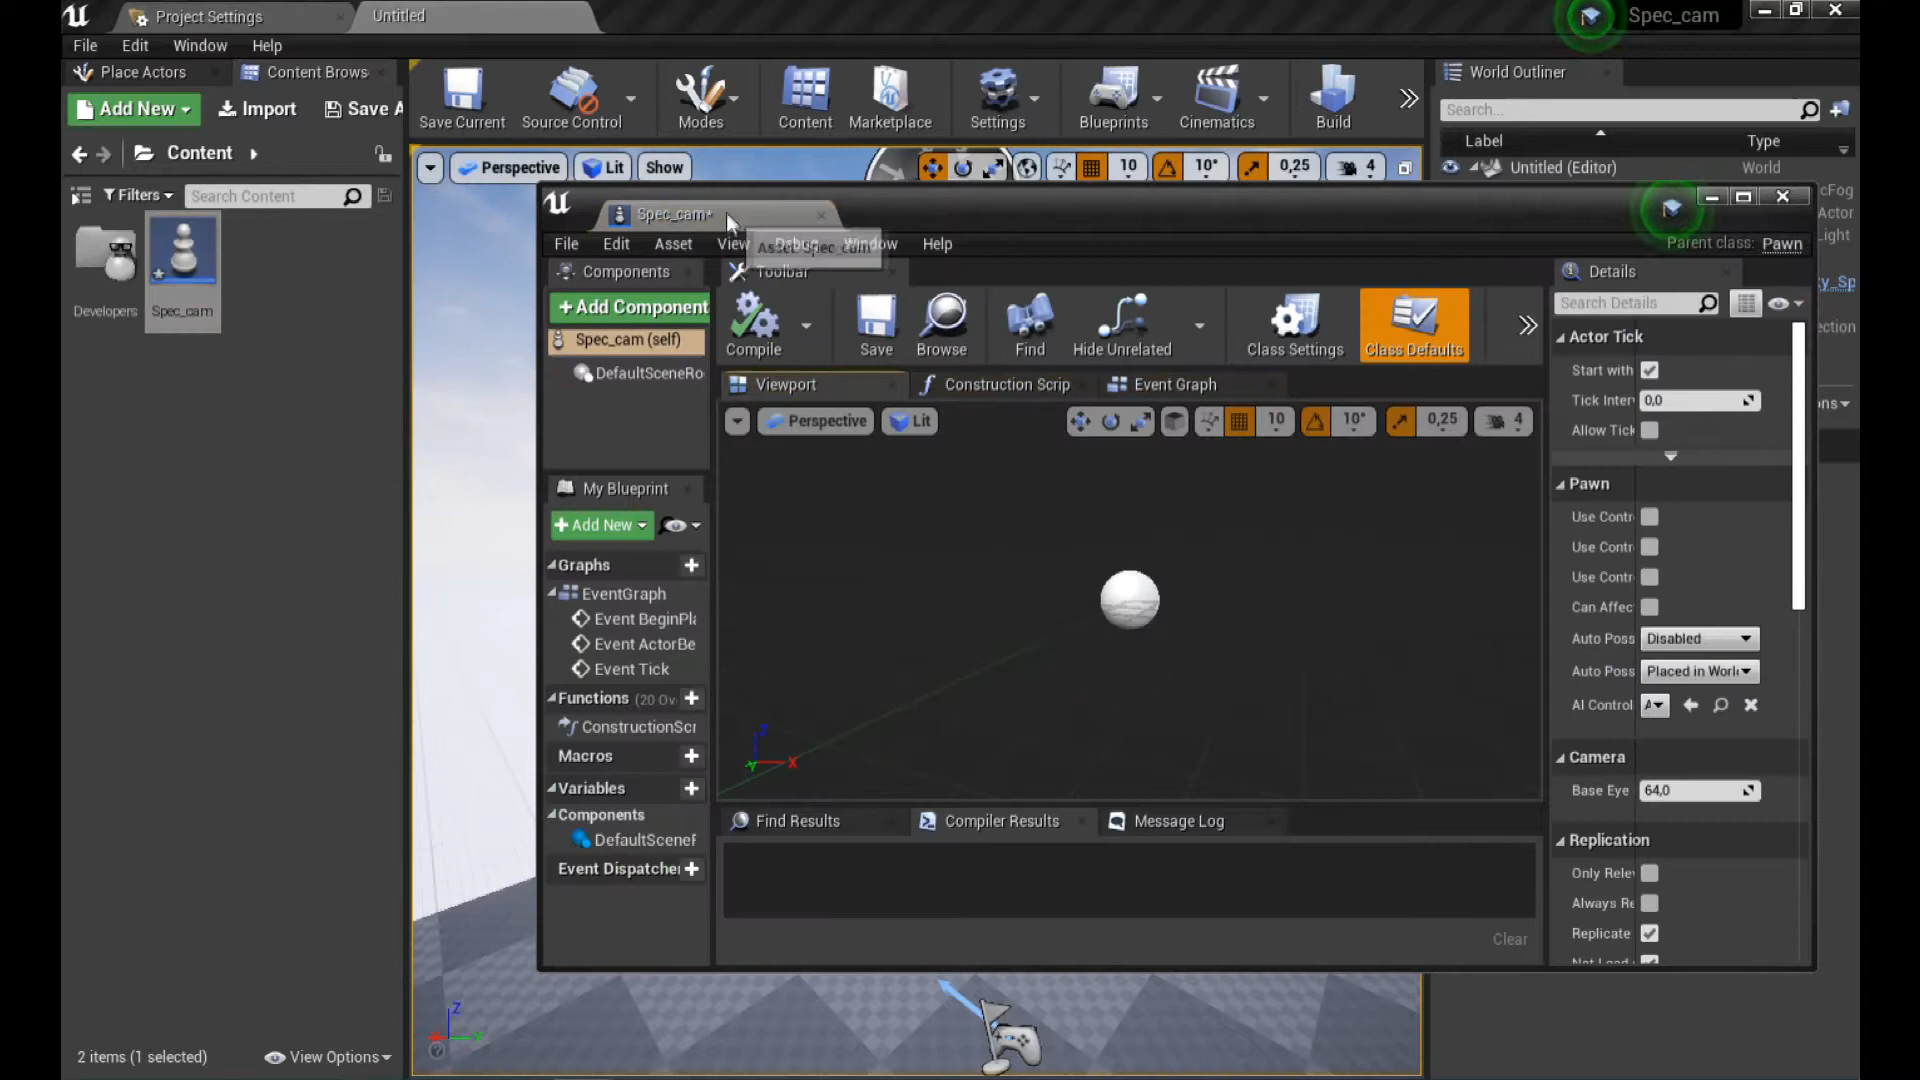 Project Settings
Untitled
Spec_cam
File Edit Window Help
Place Actors
Content Brows
Add New
Import
Save A
Content
Filters
Search Content
Developers
Spec_cam
2 items (1 selected)
View Options
Save Current
Source Control
Modes
Content
Marketplace
Settings
Blueprints
Cinematics
Build
Perspective
Lit
Show
10
10°
0,25
4
World Outliner
Search...
Label
Type
Untitled (Editor)
World
cFog
Actor
Light
y_Sp
ection
ons
Spec_cam*
File Edit Asset View Debug Window Help
Asset Spec_cam
Parent class: Pawn
Components
Add Component
Spec_cam (self)
DefaultSceneRo
My Blueprint
Add New
Graphs
EventGraph
Event BeginPla
Event ActorBe
Event Tick
Functions (20 Ov
ConstructionScr
Macros
Variables
Components
DefaultSceneF
Event Dispatcher
Toolbar
Compile
Save
Browse
Find
Hide Unrelated
Class Settings
Class Defaults
Viewport
Construction Scrip
Event Graph
Perspective
Lit
10
10°
0,25
4
Z
X
Y
Find Results
Compiler Results
Message Log
Clear
Details
Search Details
Actor Tick
Start with
Tick Inter
0,0
Allow Tick
Pawn
Use Contr
Use Contr
Use Contr
Can Affec
Auto Poss
Disabled
Auto Poss
Placed in Worl
AI Control
A
Camera
Base Eye
64,0
Replication
Only Rele
Always Re
Replicate
Net Load
Z
Y